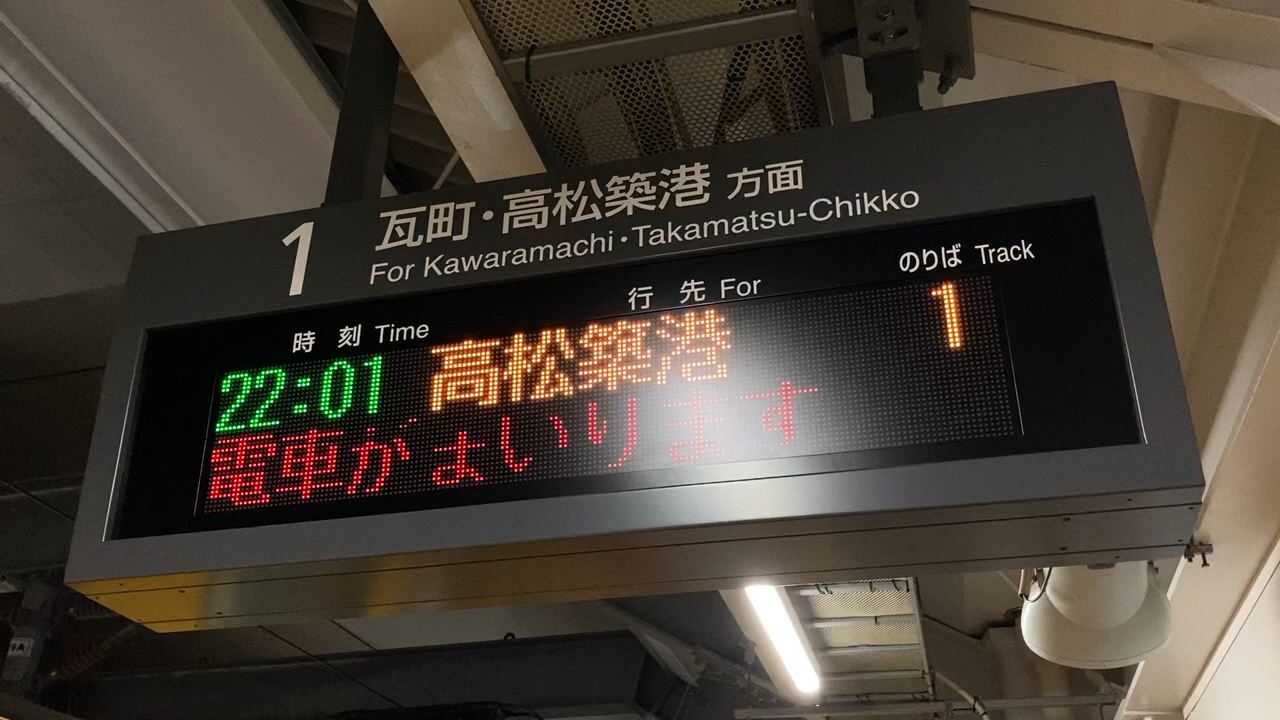 1 瓦町・高松築港 方面
For Kawaramachi・Takamatsu-Chikko
時刻 Time 行先 For のりば Track
22:01 高松築港 1
電車がまいります